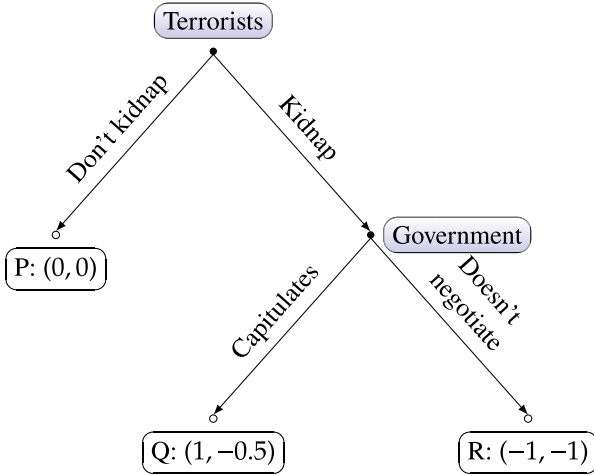 Terrorists
Don't kidnap
Kidnap
Government
P: (0, 0)
Capitulates
Doesn't
negotiate
Q: (1, −0.5)
R: (−1, −1)